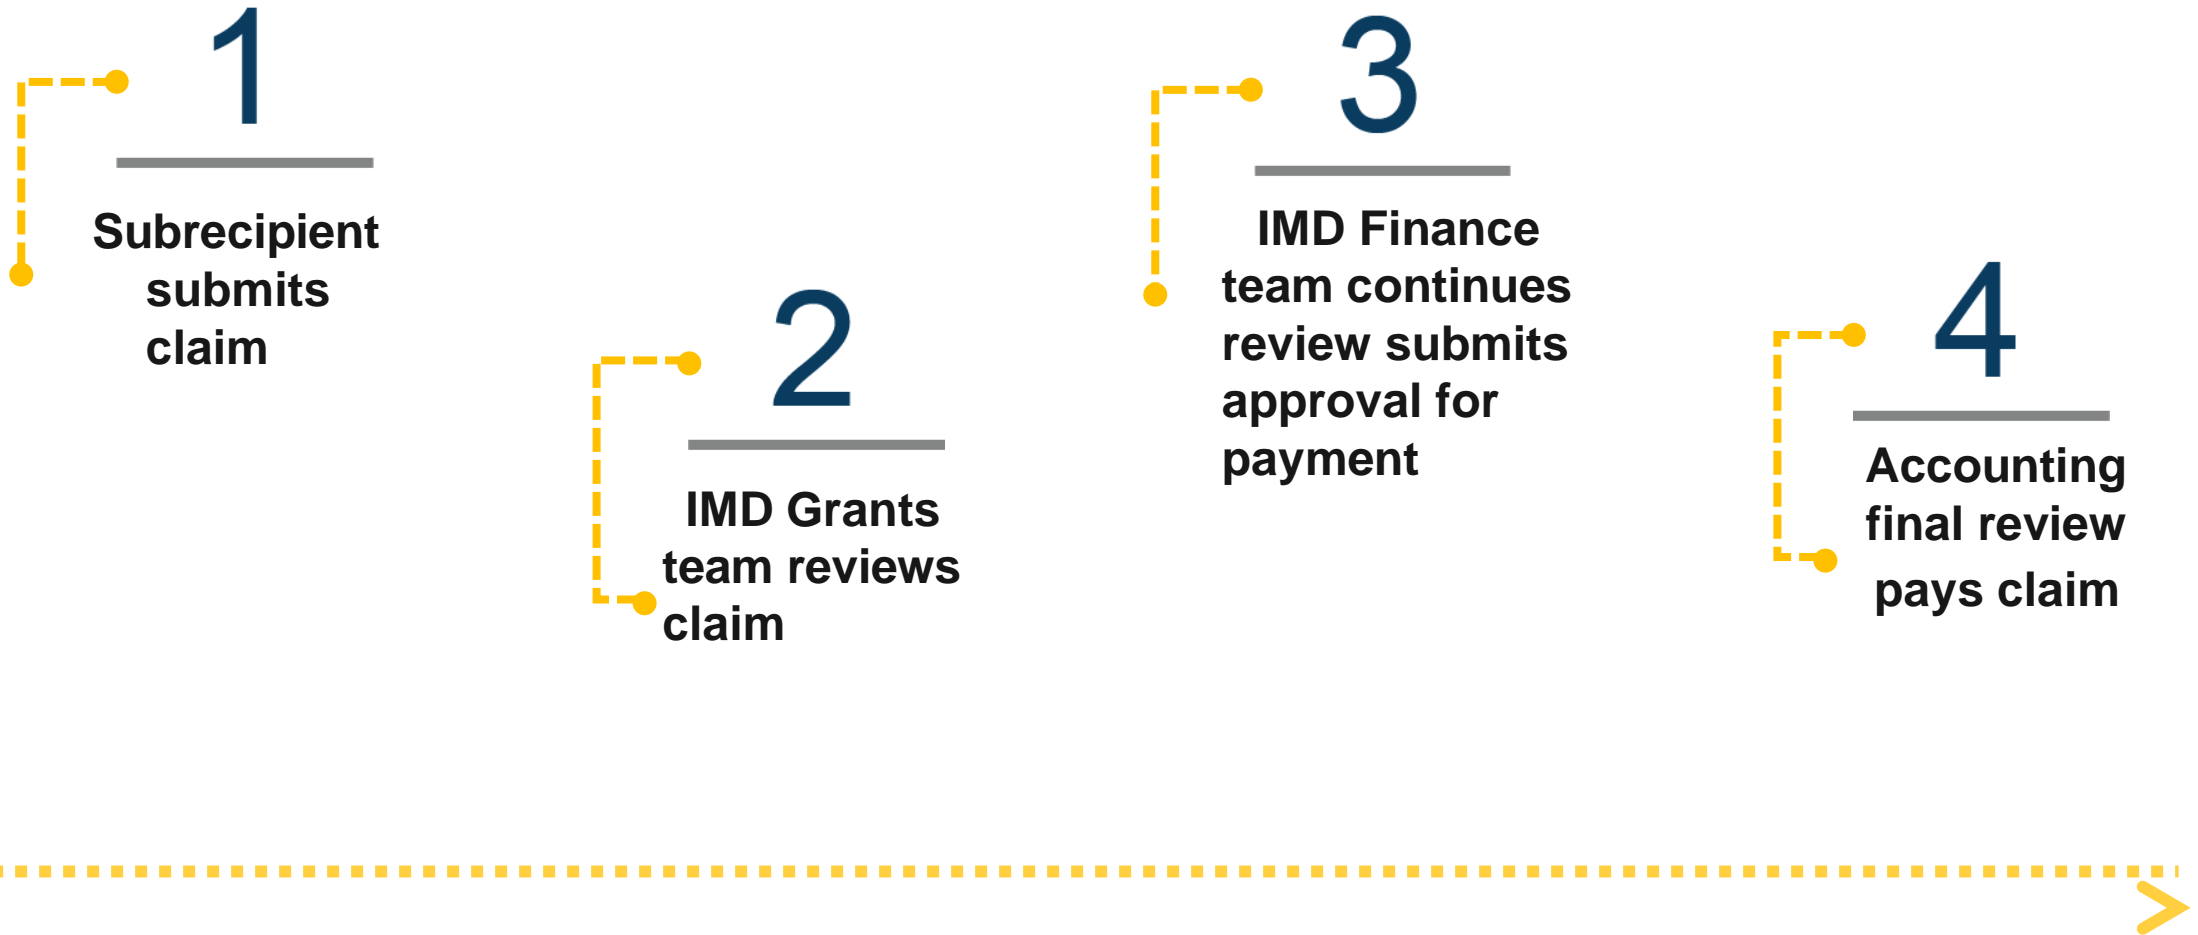 1
Subrecipient
submits
claim
2
IMD Grants
team reviews
claim
3
IMD Finance
team continues
review submits
approval for
payment
4
Accounting
final review
pays claim